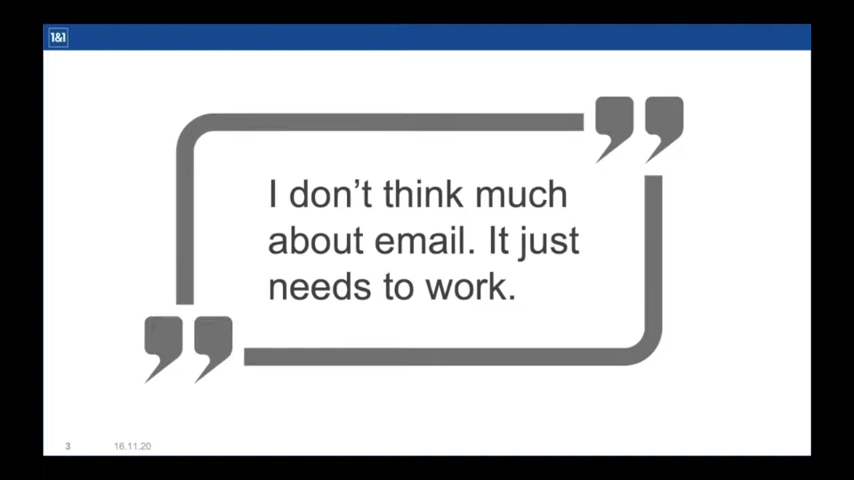 1&1
I don’t think much
about email. It just
needs to work.
3 16.11.20